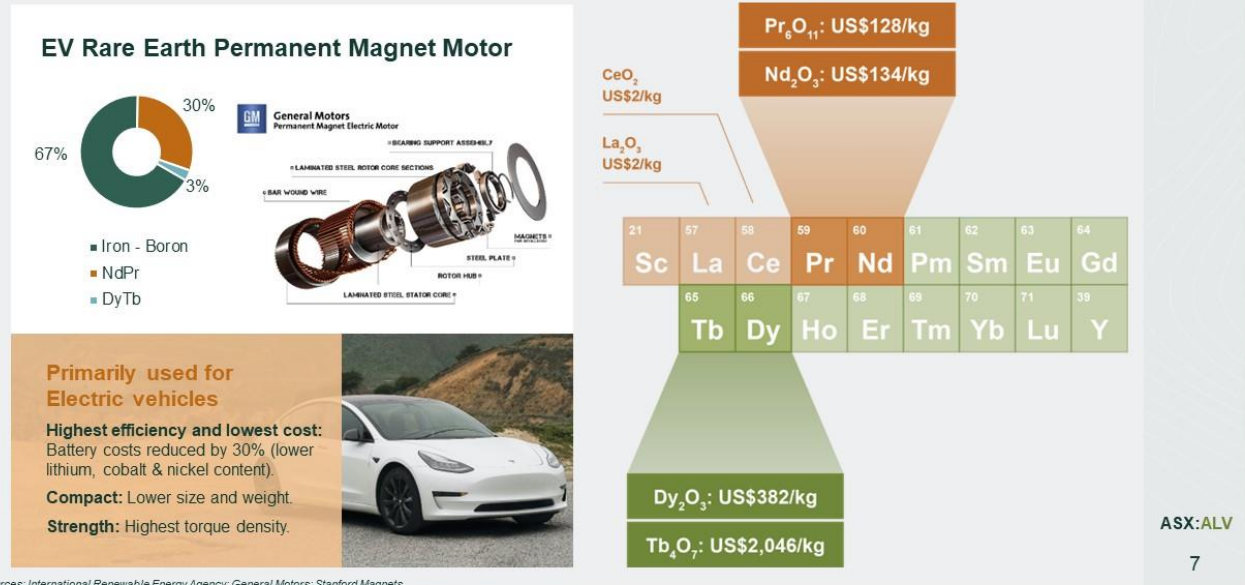 EV Rare Earth Permanent Magnet Motor
30%
67%
3%
Iron - Boron
NdPr
DyTb
GM
General Motors
Permanent Magnet Electric Motor
BEARING SUPPORT ASSEMBLY
LAMINATED STEEL ROTOR CORE SECTIONS
BAR WOUND WIRE
MAGNETS
STEEL PLATE
ROTOR HUB
LAMINATED STEEL STATOR CORE
Primarily used for
Electric vehicles
Highest efficiency and lowest cost:
Battery costs reduced by 30% (lower
lithium, cobalt & nickel content).
Compact: Lower size and weight.
Strength: Highest torque density.
Pr₆O₁₁: US$128/kg
Nd₂O₃: US$134/kg
CeO₂
US$2/kg
La₂O₃
US$2/kg
21 57 58 59 60 61 62 63 64
Sc La Ce Pr Nd Pm Sm Eu Gd
65 66 67 68 69 70 71 39
Tb Dy Ho Er Tm Yb Lu Y
Dy₂O₃: US$382/kg
Tb₄O₇: US$2,046/kg
ASX:ALV
7
International Renewable Energy Agency; General Motors; Stanford Magnets